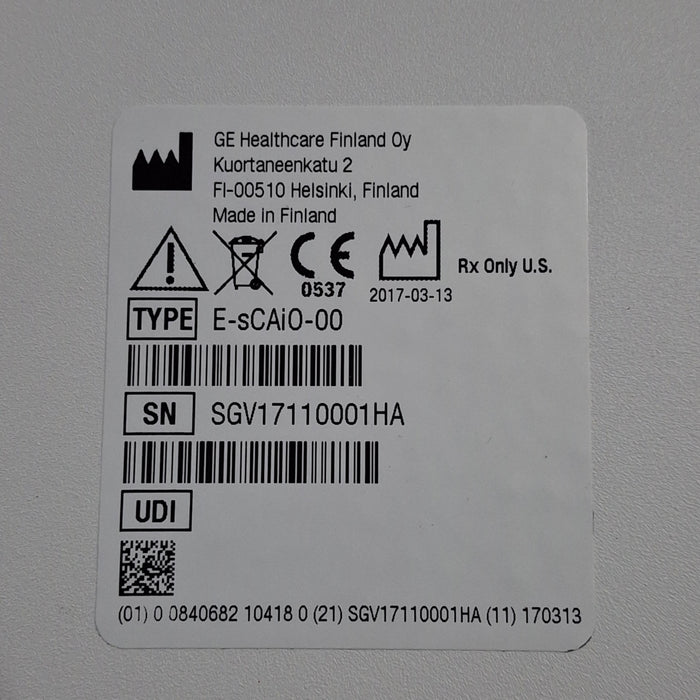 GE Healthcare Finland Oy
Kuortaneenkatu 2
FI-00510 Helsinki, Finland
Made in Finland
CE
0537
2017-03-13
Rx Only U.S.
TYPE E-sCAiO-00
SN SGV17110001HA
UDI
(01) 0 0840682 10418 0 (21) SGV17110001HA (11) 170313